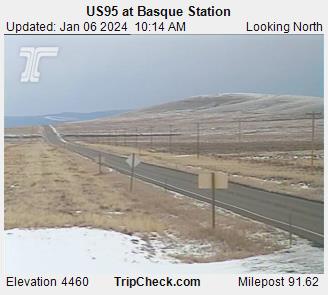 US95 at Basque Station
Updated: Jan 06 2024 10:14 AM Looking North
Elevation 4460 TripCheck.com Milepost 91.62